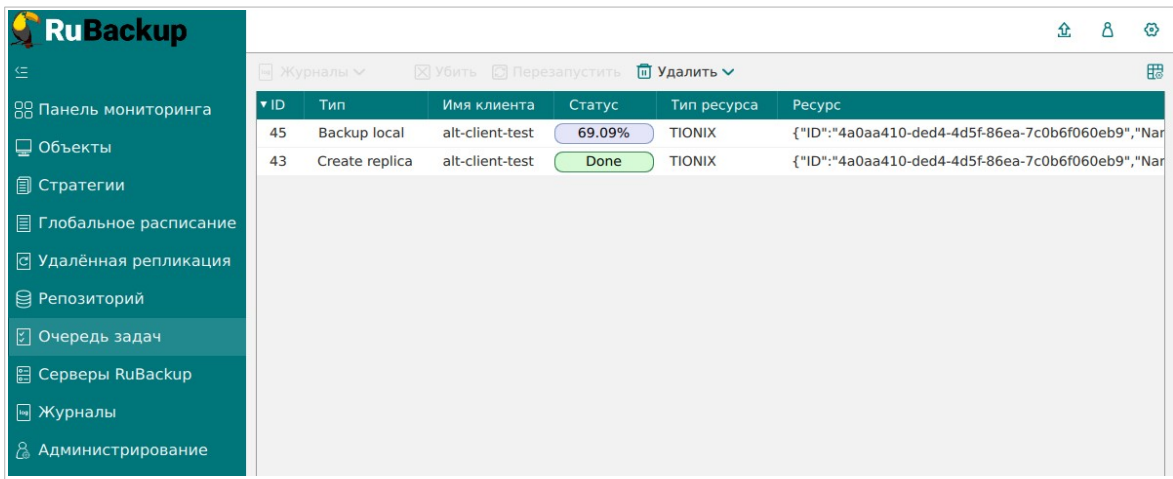 RuBackup
Журналы Убить Перезапустить Удалить
Панель мониторинга
Объекты
Стратегии
Глобальное расписание
Удалённая репликация
Репозиторий
Очередь задач
Серверы RuBackup
Журналы
Администрирование
ID Тип Имя клиента Статус Тип ресурса Ресурс
45 Backup local alt-client-test 69.09% TIONIX {"ID":"4a0aa410-ded4-4d5f-86ea-7c0b6f060eb9","Nar
43 Create replica alt-client-test Done TIONIX {"ID":"4a0aa410-ded4-4d5f-86ea-7c0b6f060eb9","Nar